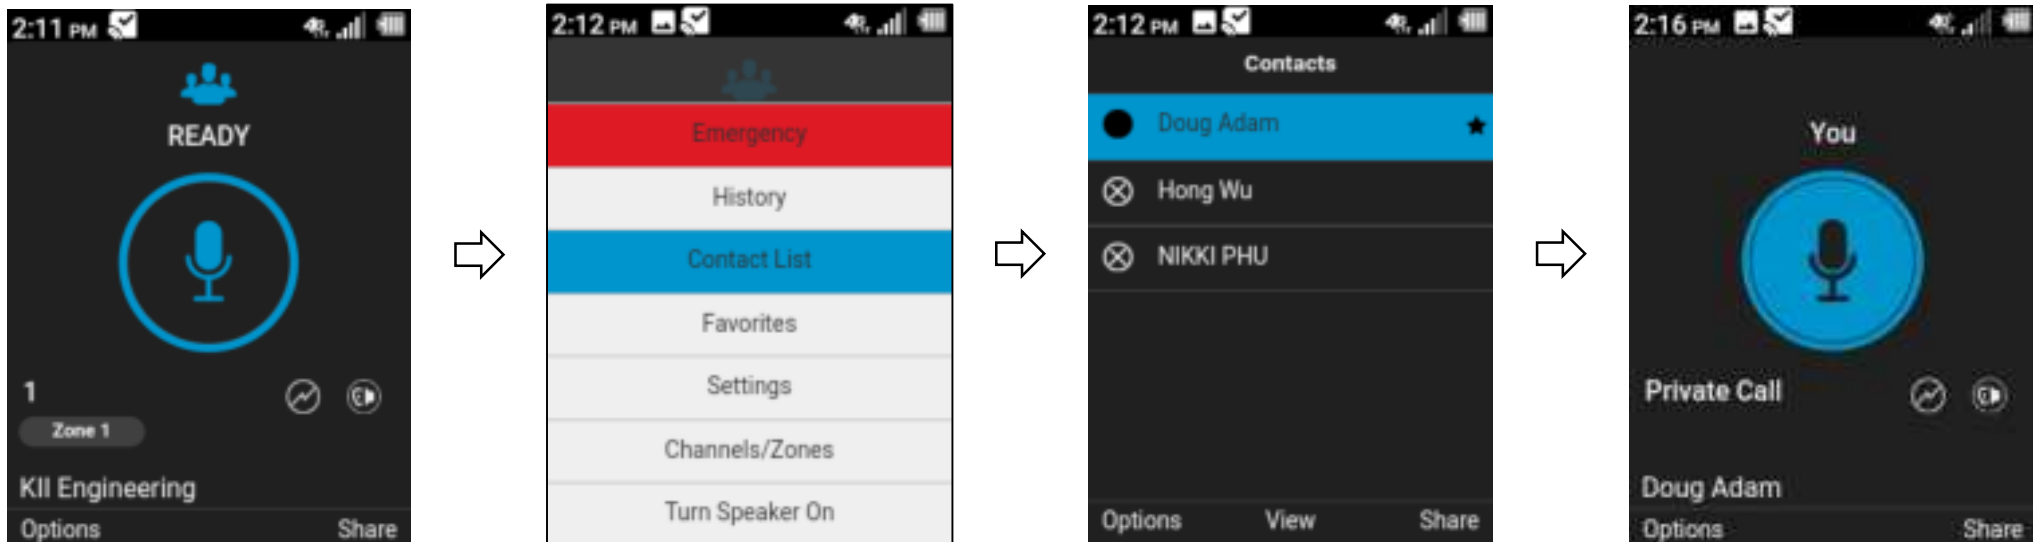 2:11 PM
READY
1
Zone 1
KII Engineering
Options Share
2:12 PM
Emergency
History
Contact List
Favorites
Settings
Channels/Zones
Turn Speaker On
2:12 PM
Contacts
Doug Adam
Hong Wu
NIKKI PHU
Options View Share
2:16 PM
You
Private Call
Doug Adam
Options Share